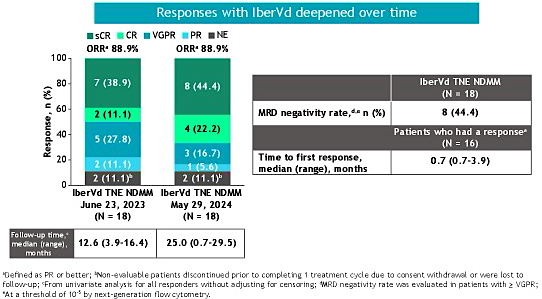 Responses with IberVd deepened over time
sCR CR VGPR PR NE
ORRª 88.9% ORRª 88.9%
Response, n (%)
100
80
60
40
20
0
7 (38.9)
2 (11.1)
5 (27.8)
2 (11.1)
2 (11.1)ᵇ
8 (44.4)
4 (22.2)
3 (16.7)
1 (5.6)
2 (11.1)ᵇ
IberVd TNE NDMM
June 23, 2023
(N = 18)
IberVd TNE NDMM
May 29, 2024
(N = 18)
Follow-up time,ᶜ
median (range),
months
12.6 (3.9-16.4)
25.0 (0.7-29.5)
IberVd TNE NDMM
(N = 18)
MRD negativity rate,ᵈ,ᵉ n (%)
8 (44.4)
Patients who had a responseª
(N = 16)
Time to first response,
median (range), months
0.7 (0.7-3.9)
ªDefined as PR or better; ᵇNon-evaluable patients discontinued prior to completing 1 treatment cycle due to consent withdrawal or were lost to
follow-up; ᶜFrom univariate analysis for all responders without adjusting for censoring; ᵈMRD negativity rate was evaluated in patients with ≥ VGPR;
ᵉAt a threshold of 10⁻⁵ by next-generation flow cytometry.